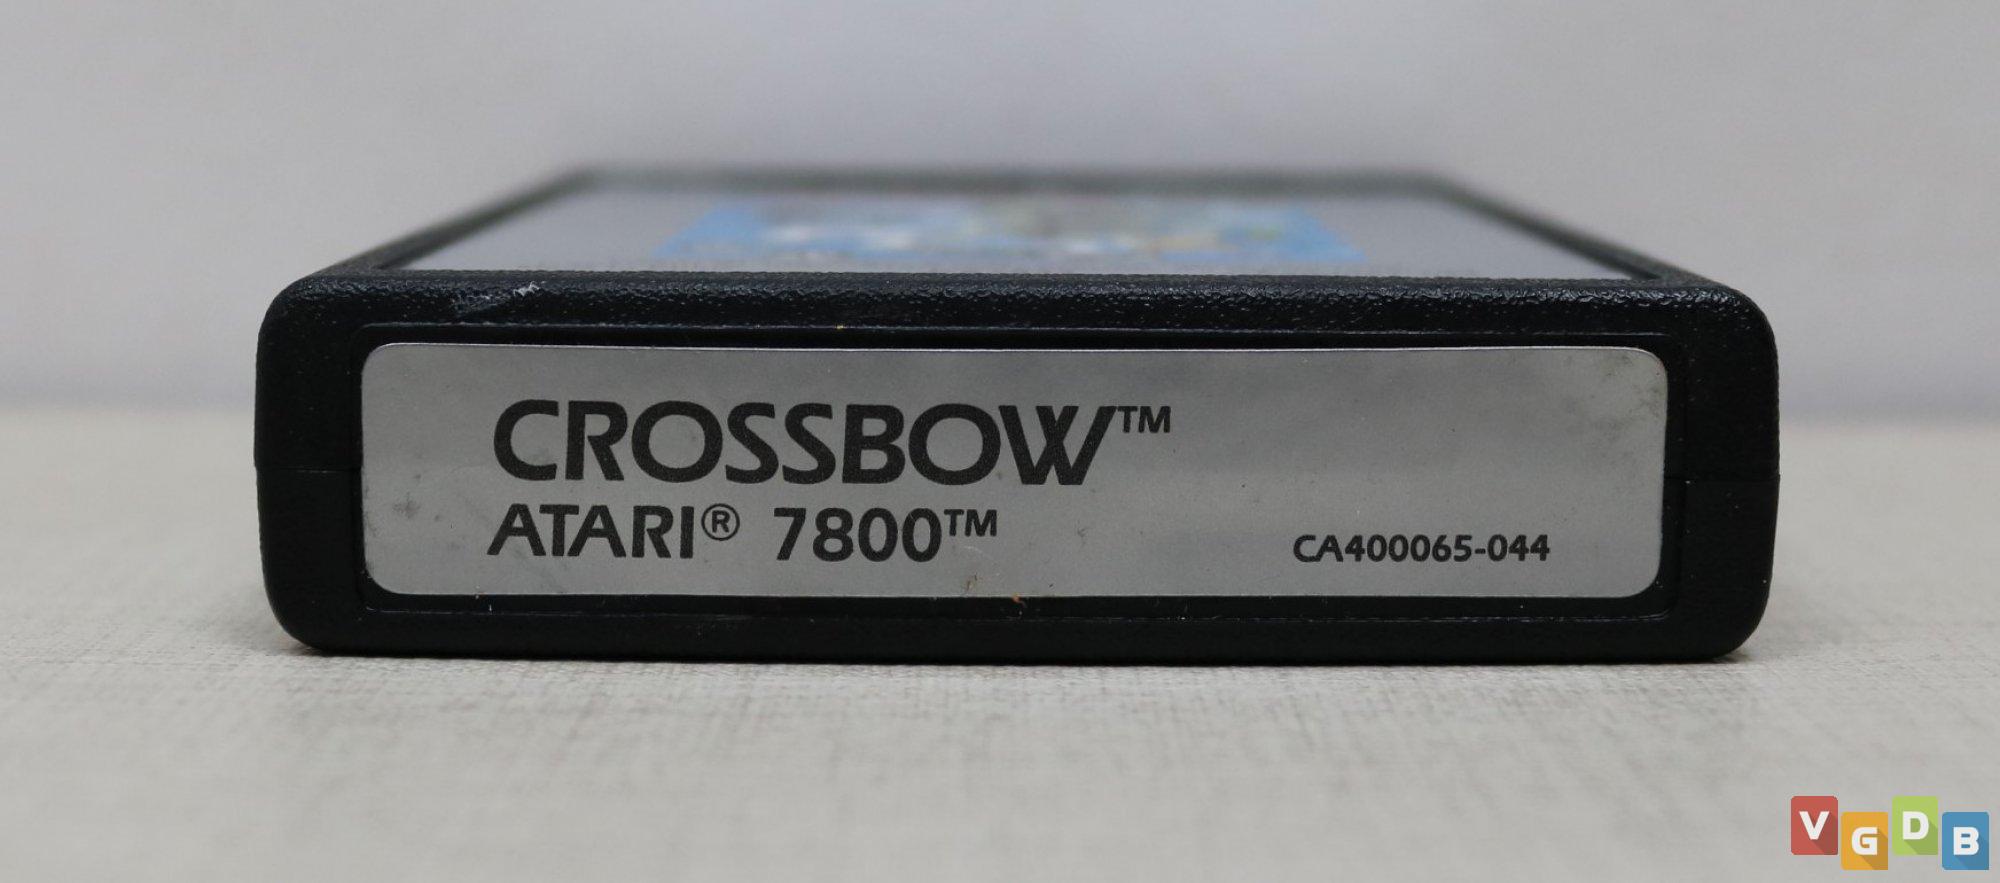 CROSSBOW™
ATARI® 7800™
CA400065-044
VGDB